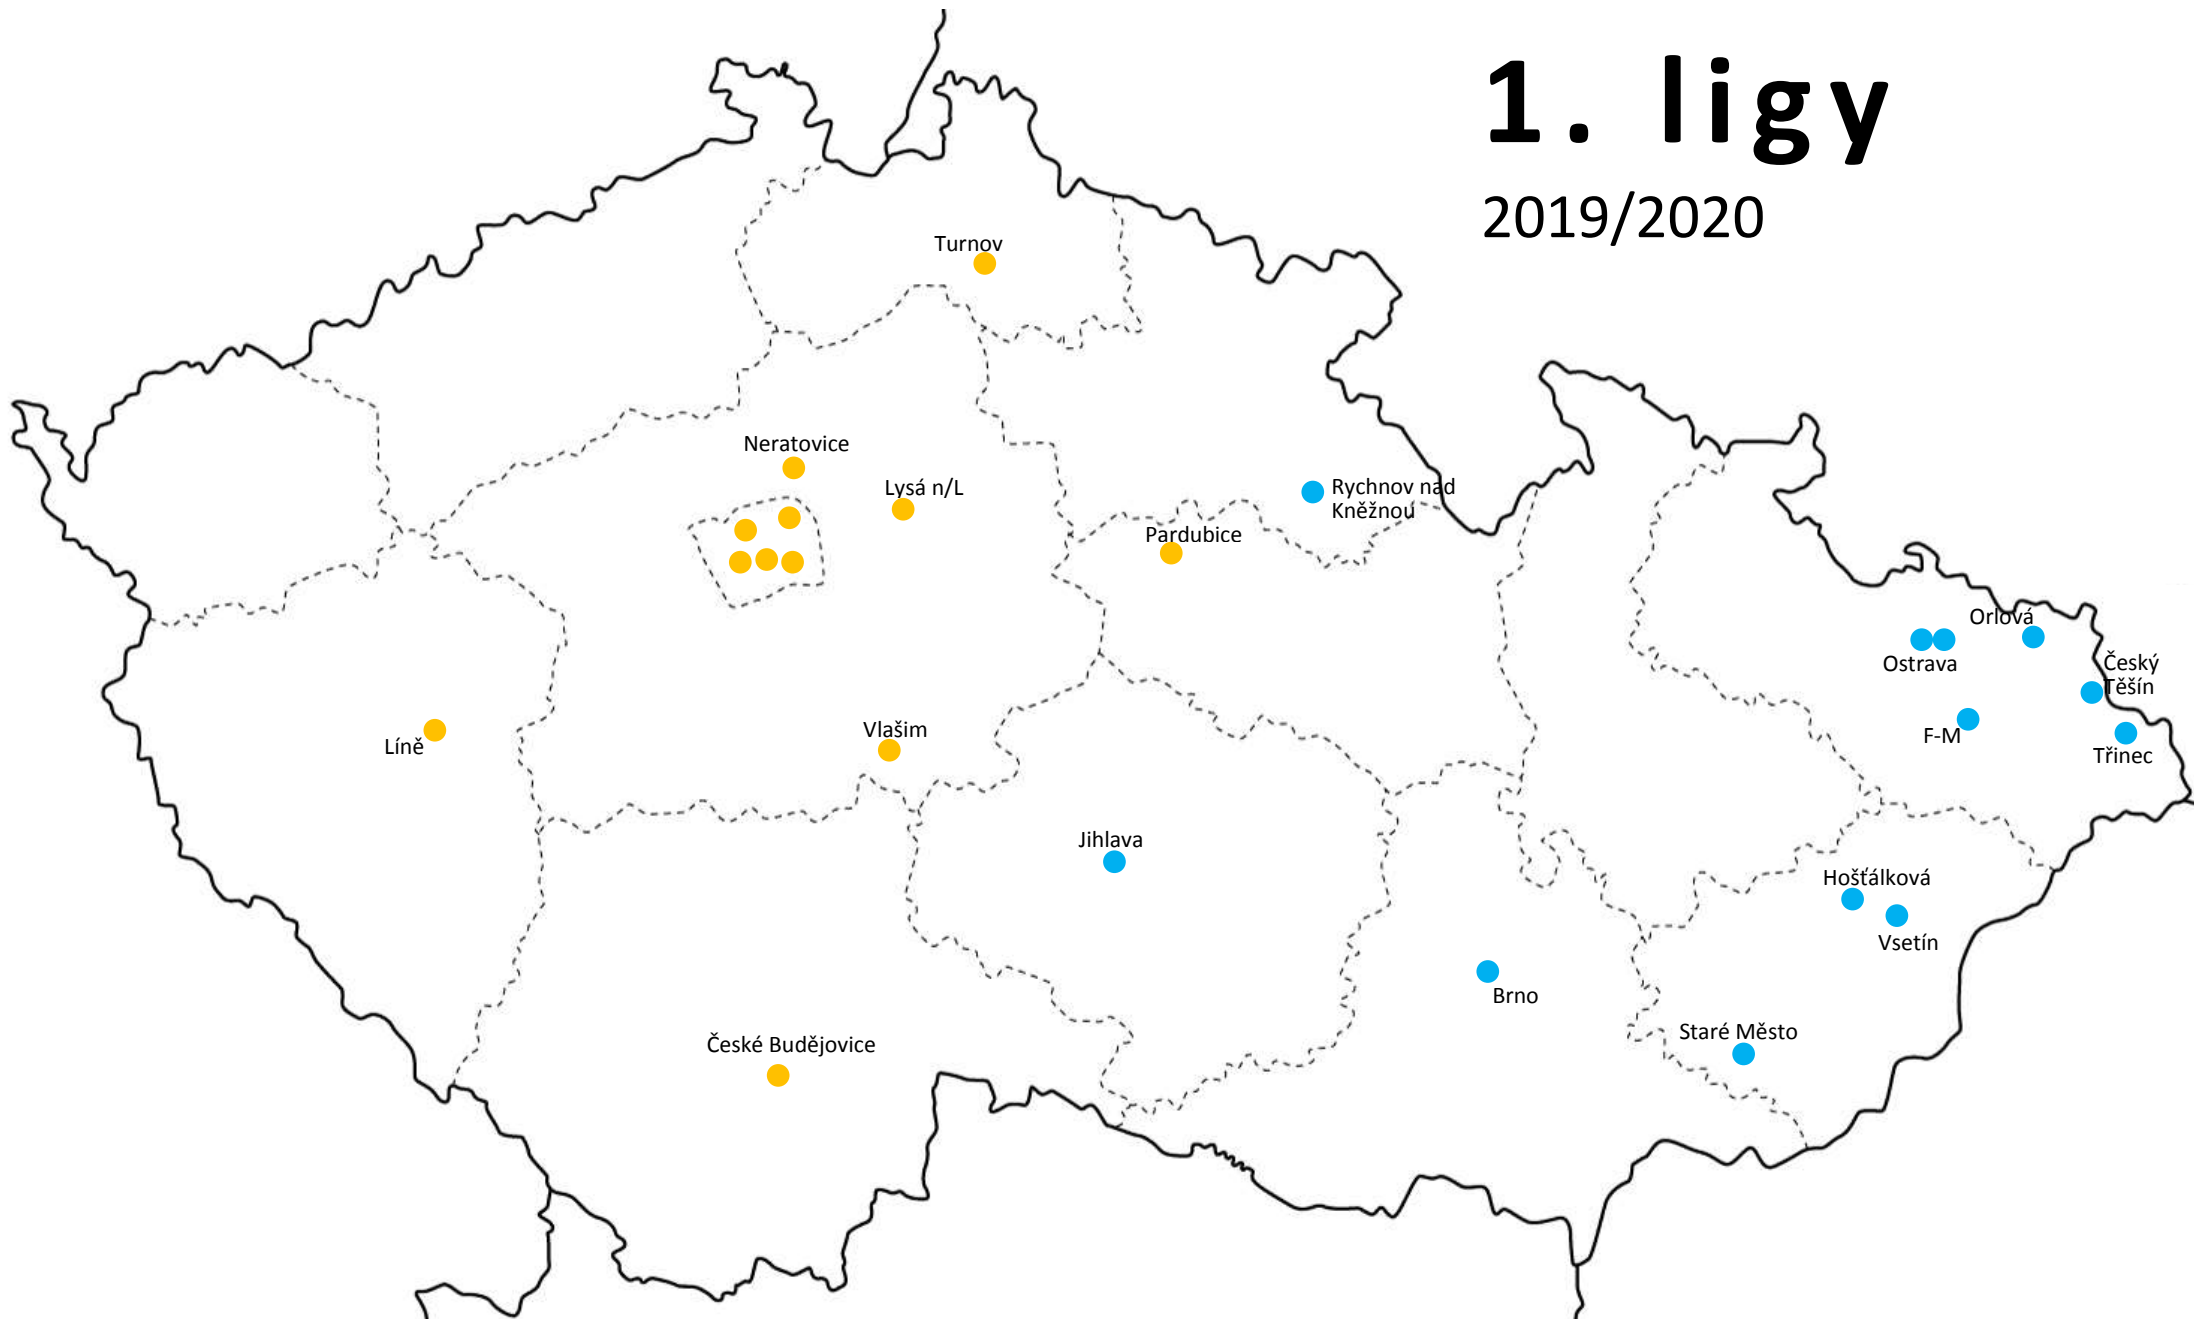 1. ligy
2019/2020
Turnov
Neratovice
Lysá n/L
Rychnov nad
Kněžnou
Pardubice
Orlová
Ostrava
Český
Těšín
F-M
Třinec
Líně
Vlašim
Jihlava
Hošťálková
Vsetín
Brno
Staré Město
České Budějovice